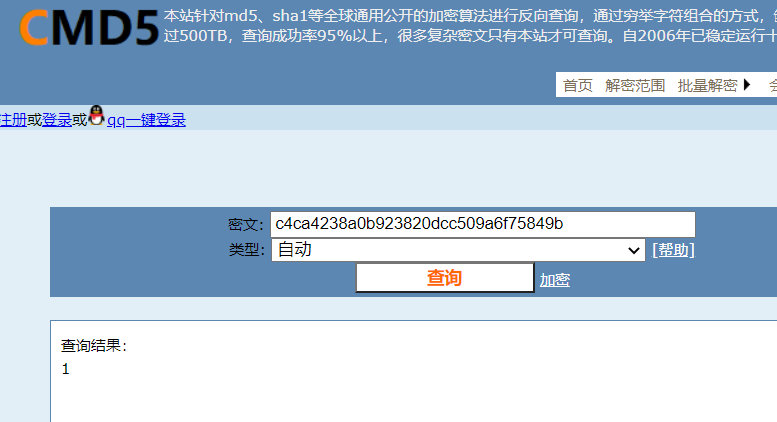 CMD5
本站针对md5、sha1等全球通用公开的加密算法进行反向查询，通过穷举字符组合的方式，
过500TB，查询成功率95%以上，很多复杂密文只有本站才可查询。自2006年已稳定运行十
首页 解密范围 批量解密
注册或登录或qq一键登录
密文: c4ca4238a0b923820dcc509a6f75849b
类型: 自动 [帮助]
查询 加密
查询结果:
1